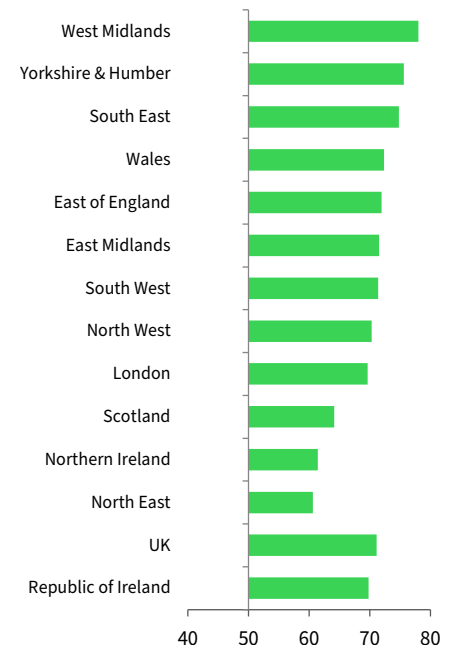 West Midlands
Yorkshire & Humber
South East
Wales
East of England
East Midlands
South West
North West
London
Scotland
Northern Ireland
North East
UK
Republic of Ireland
40 50 60 70 80